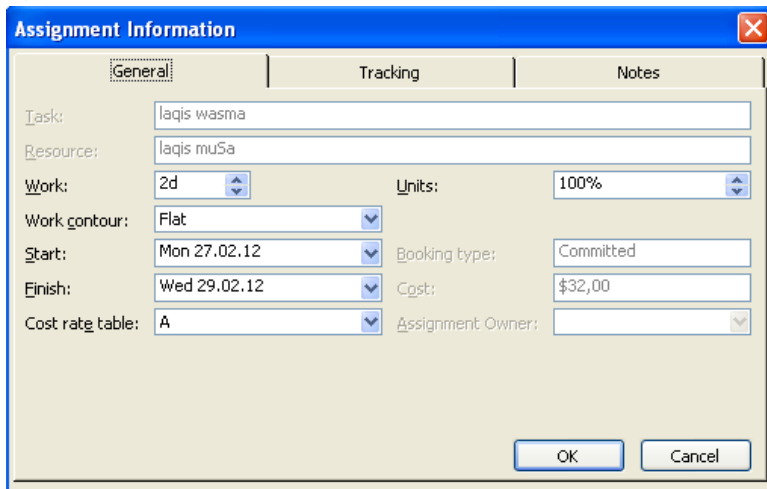 Assignment Information
General Tracking Notes
Task: laqis wasma
Resource: laqis muSa
Work: 2d Units: 100%
Work contour: Flat
Start: Mon 27.02.12 Booking type: Committed
Finish: Wed 29.02.12 Cost: $32,00
Cost rate table: A Assignment Owner:
OK Cancel